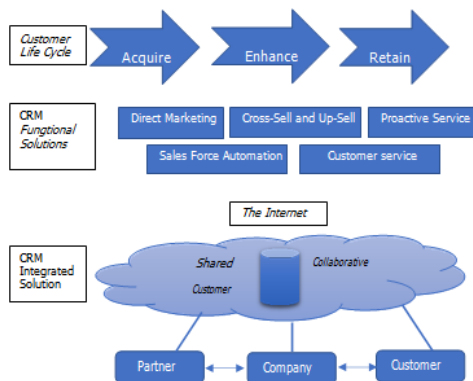 Customer
Life Cycle
Acquire
Enhance
Retain
CRM
Fungtional
Solutions
Direct Marketing
Cross-Sell and Up-Sell
Proactive Service
Sales Force Automation
Customer service
The Internet
CRM
Integrated
Solution
Shared
Collaborative
Customer
Partner
Company
Customer